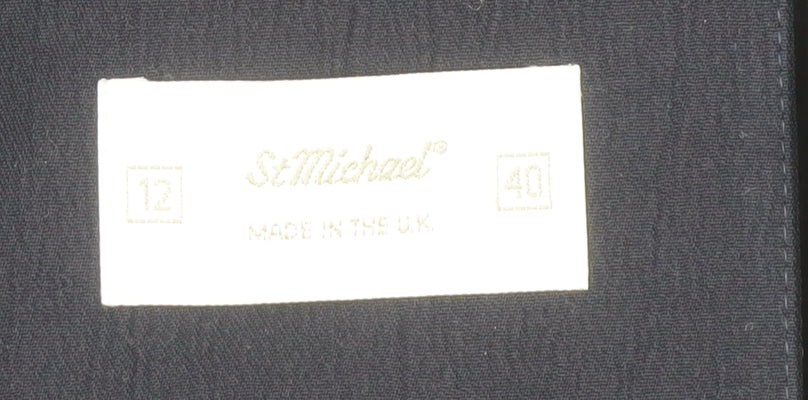 St Michael®
12
40
MADE IN THE U.K.